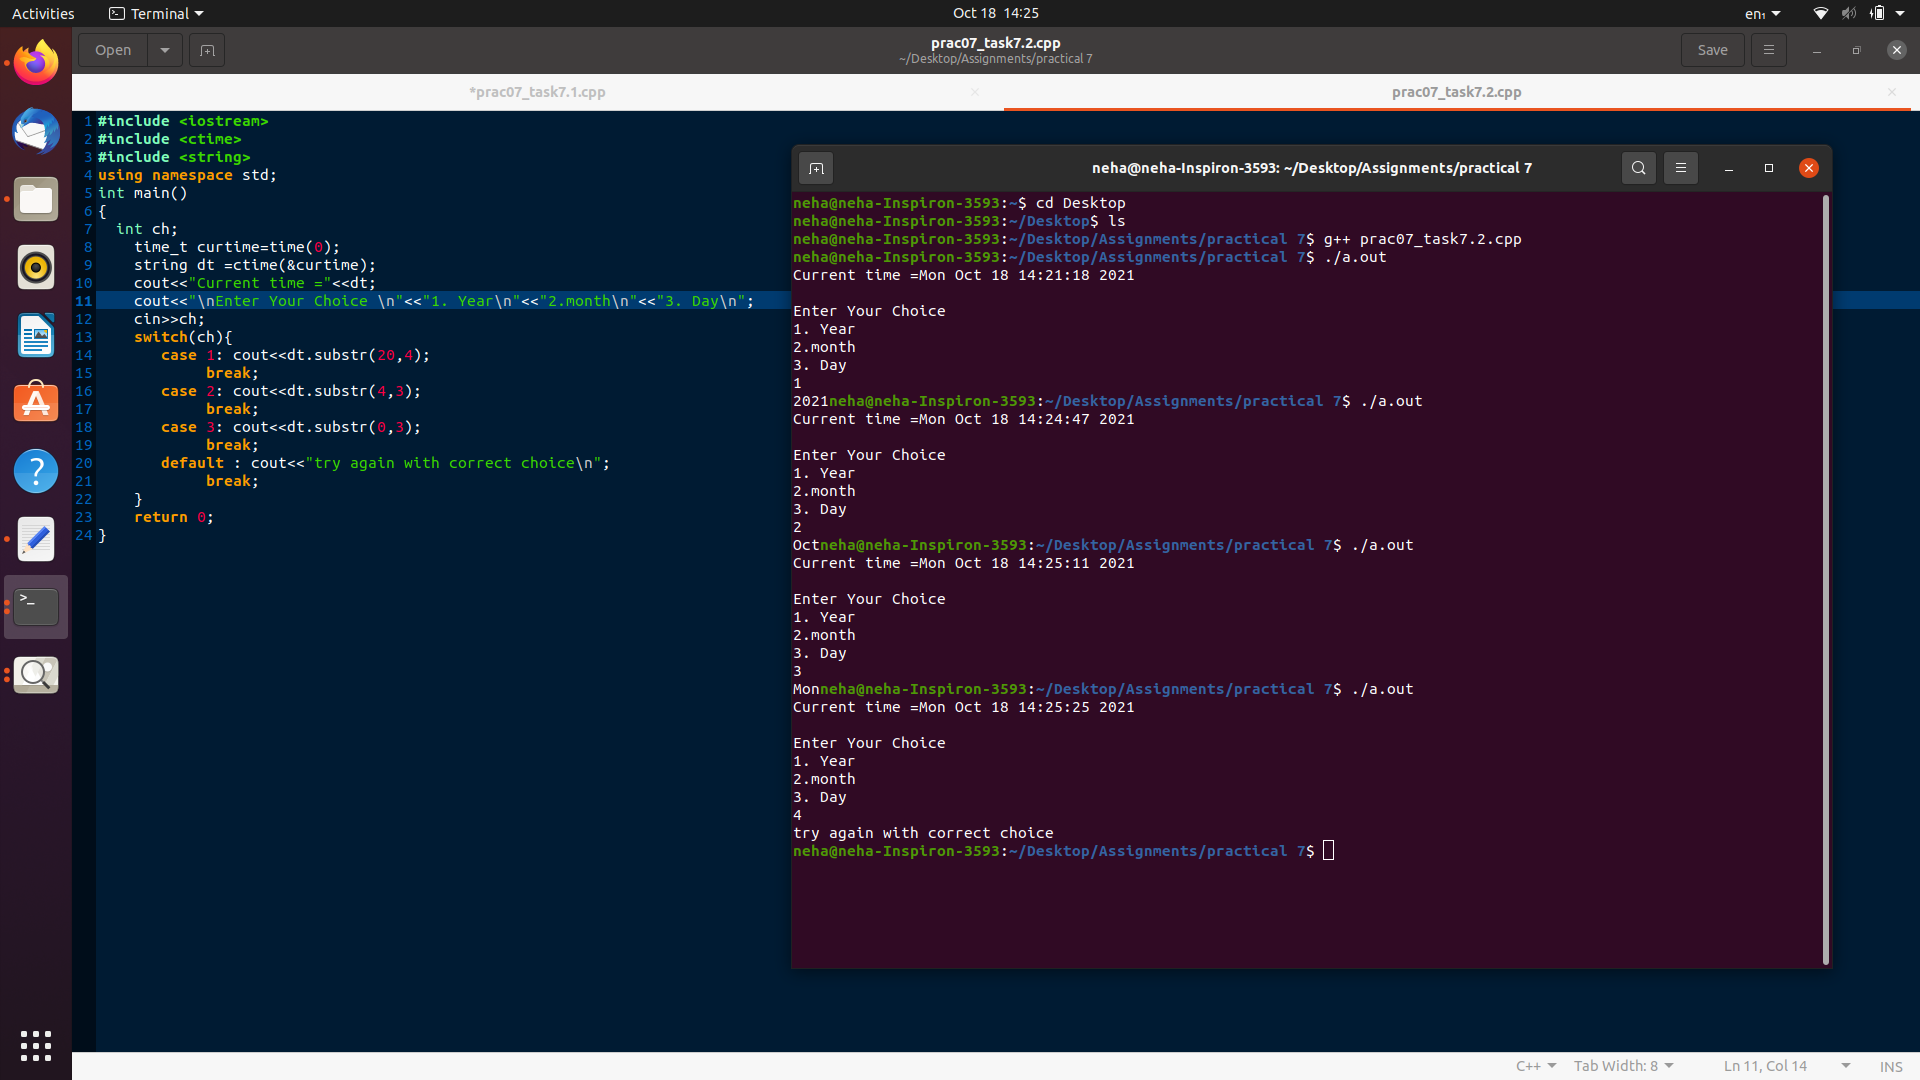 Activities
Terminal
Oct 18 14:25
en₁
Open
prac07_task7.2.cpp
~/Desktop/Assignments/practical 7
Save
*prac07_task7.1.cpp
prac07_task7.2.cpp
1 #include <iostream>
2 #include <ctime>
3 #include <string>
4 using namespace std;
5 int main()
6 {
7   int ch;
8     time_t curtime=time(0);
9     string dt =ctime(&curtime);
10     cout<<"Current time ="<<dt;
11     cout<<"\nEnter Your Choice \n"<<"1. Year\n"<<"2.month\n"<<"3. Day\n";
12     cin>>ch;
13     switch(ch){
14        case 1: cout<<dt.substr(20,4);
15             break;
16        case 2: cout<<dt.substr(4,3);
17             break;
18        case 3: cout<<dt.substr(0,3);
19             break;
20        default : cout<<"try again with correct choice\n";
21             break;
22     }
23     return 0;
24 }
neha@neha-Inspiron-3593: ~/Desktop/Assignments/practical 7
neha@neha-Inspiron-3593:~$ cd Desktop
neha@neha-Inspiron-3593:~/Desktop$ ls
neha@neha-Inspiron-3593:~/Desktop/Assignments/practical 7$ g++ prac07_task7.2.cpp
neha@neha-Inspiron-3593:~/Desktop/Assignments/practical 7$ ./a.out
Current time =Mon Oct 18 14:21:18 2021

Enter Your Choice
1. Year
2.month
3. Day
1
2021neha@neha-Inspiron-3593:~/Desktop/Assignments/practical 7$ ./a.out
Current time =Mon Oct 18 14:24:47 2021

Enter Your Choice
1. Year
2.month
3. Day
2
Octneha@neha-Inspiron-3593:~/Desktop/Assignments/practical 7$ ./a.out
Current time =Mon Oct 18 14:25:11 2021

Enter Your Choice
1. Year
2.month
3. Day
3
Monneha@neha-Inspiron-3593:~/Desktop/Assignments/practical 7$ ./a.out
Current time =Mon Oct 18 14:25:25 2021

Enter Your Choice
1. Year
2.month
3. Day
4
try again with correct choice
neha@neha-Inspiron-3593:~/Desktop/Assignments/practical 7$
C++
Tab Width: 8
Ln 11, Col 14
INS